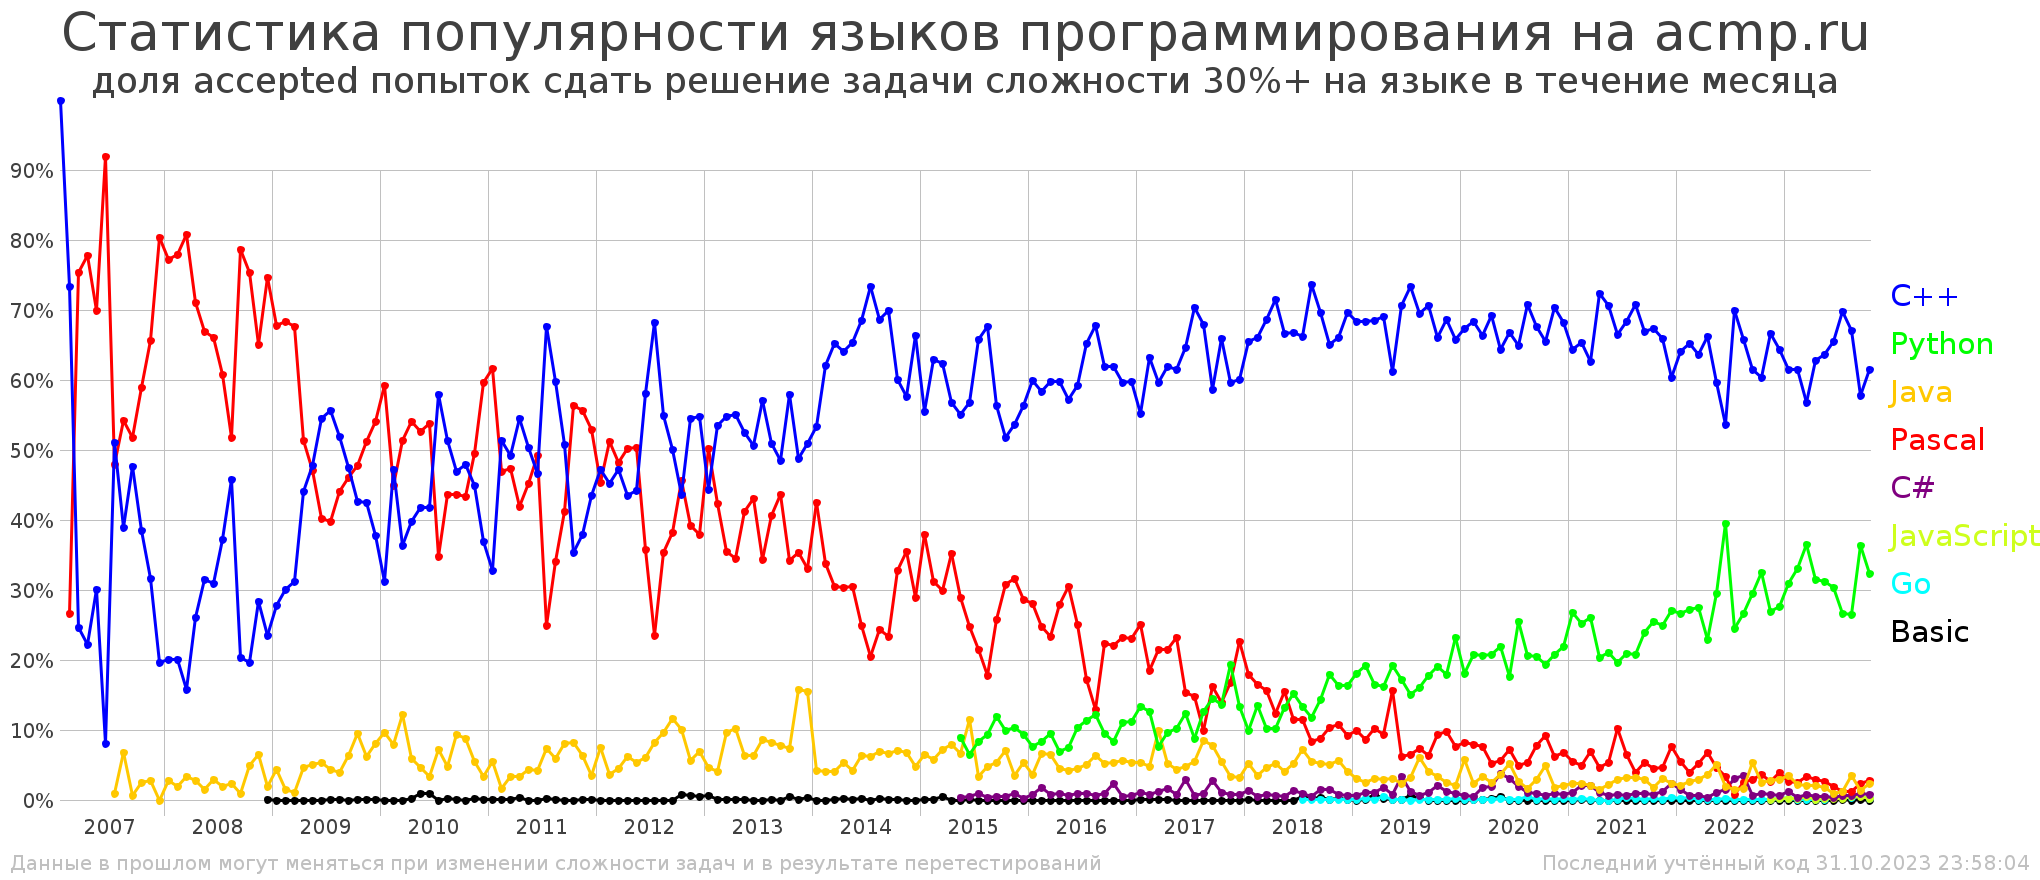 Статистика популярности языков программирования на acmp.ru
доля accepted попыток сдать решение задачи сложности 30%+ на языке в течение месяца
90%
80%
70%
60%
50%
40%
30%
20%
10%
0%
C++
Python
Java
Pascal
C#
JavaScript
Go
Basic
2007 2008 2009 2010 2011 2012 2013 2014 2015 2016 2017 2018 2019 2020 2021 2022 2023
Данные в прошлом могут меняться при изменении сложности задач и в результате перетестирований
Последний учтённый код 31.10.2023 23:58:04